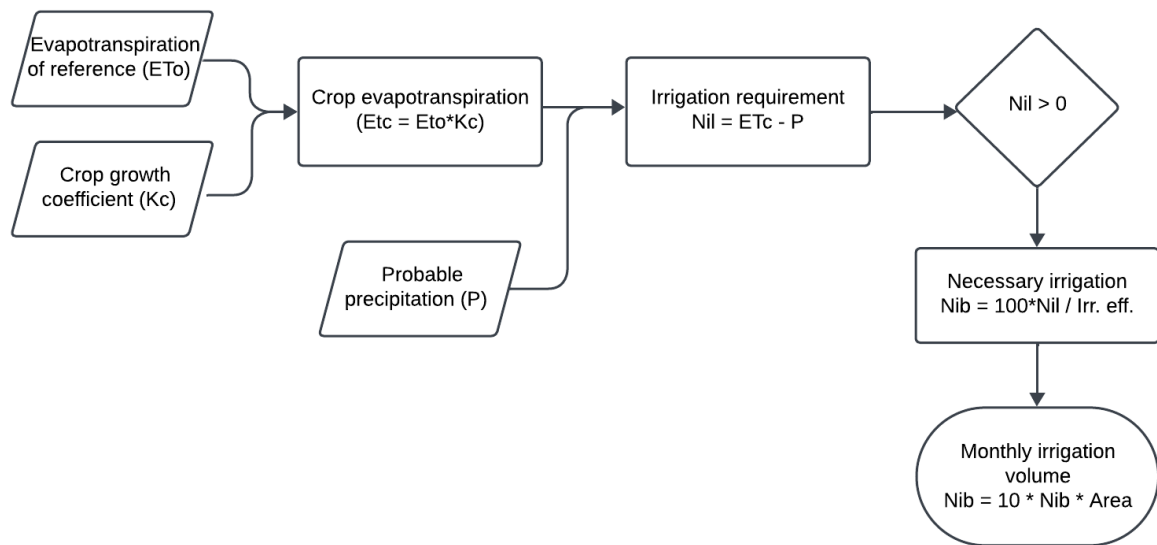 Evapotranspiration
of reference (ETo)
Crop growth
coefficient (Kc)
Crop evapotranspiration
(Etc = Eto*Kc)
Probable
precipitation (P)
Irrigation requirement
Nil = ETc - P
Nil > 0
Necessary irrigation
Nib = 100*Nil / Irr. eff.
Monthly irrigation
volume
Nib = 10 * Nib * Area